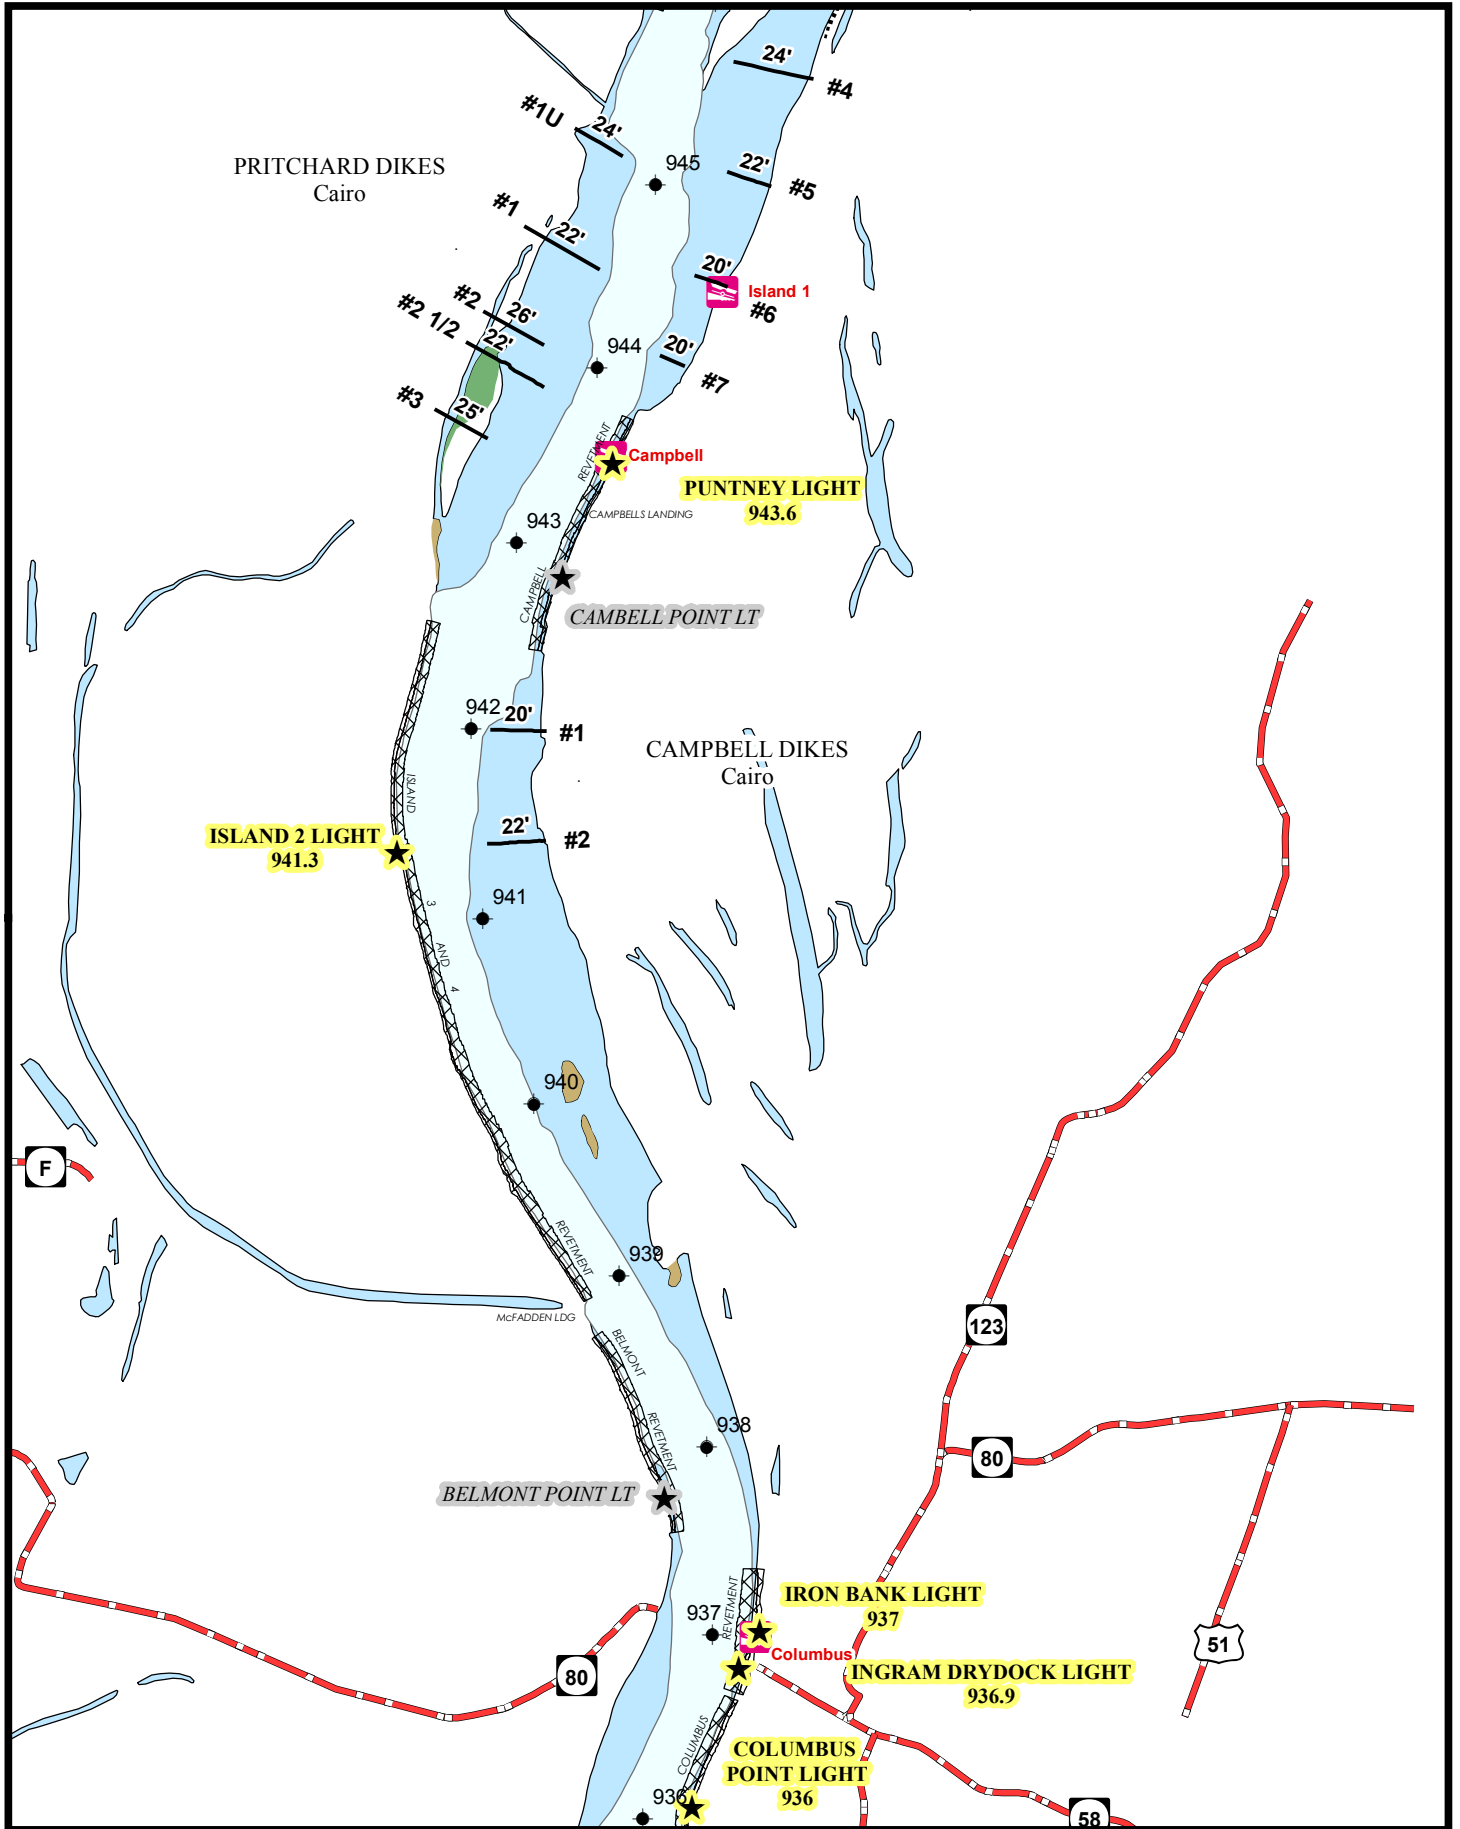 24'
#4
#1U
24'
PRITCHARD DIKES
Cairo
945
22'
#5
#1
22'
20'
Island 1
#6
#2
26'
#2 1/2
22'
944
20'
#7
#3
25'
REVETMENT
Campbell
PUNTNEY LIGHT
943.6
CAMPBELLS LANDING
943
CAMPBELL
CAMBELL POINT LT
942
20'
#1
CAMPBELL DIKES
Cairo
ISLAND
ISLAND 2 LIGHT
941.3
22'
#2
3
941
AND
4
940
F
REVETMENT
939
McFADDEN LDG
BELMONT
123
REVETMENT
938
80
BELMONT POINT LT
REVETMENT
IRON BANK LIGHT
937
937
Columbus
51
80
INGRAM DRYDOCK LIGHT
936.9
COLUMBUS
COLUMBUS
POINT LIGHT
936
936
58